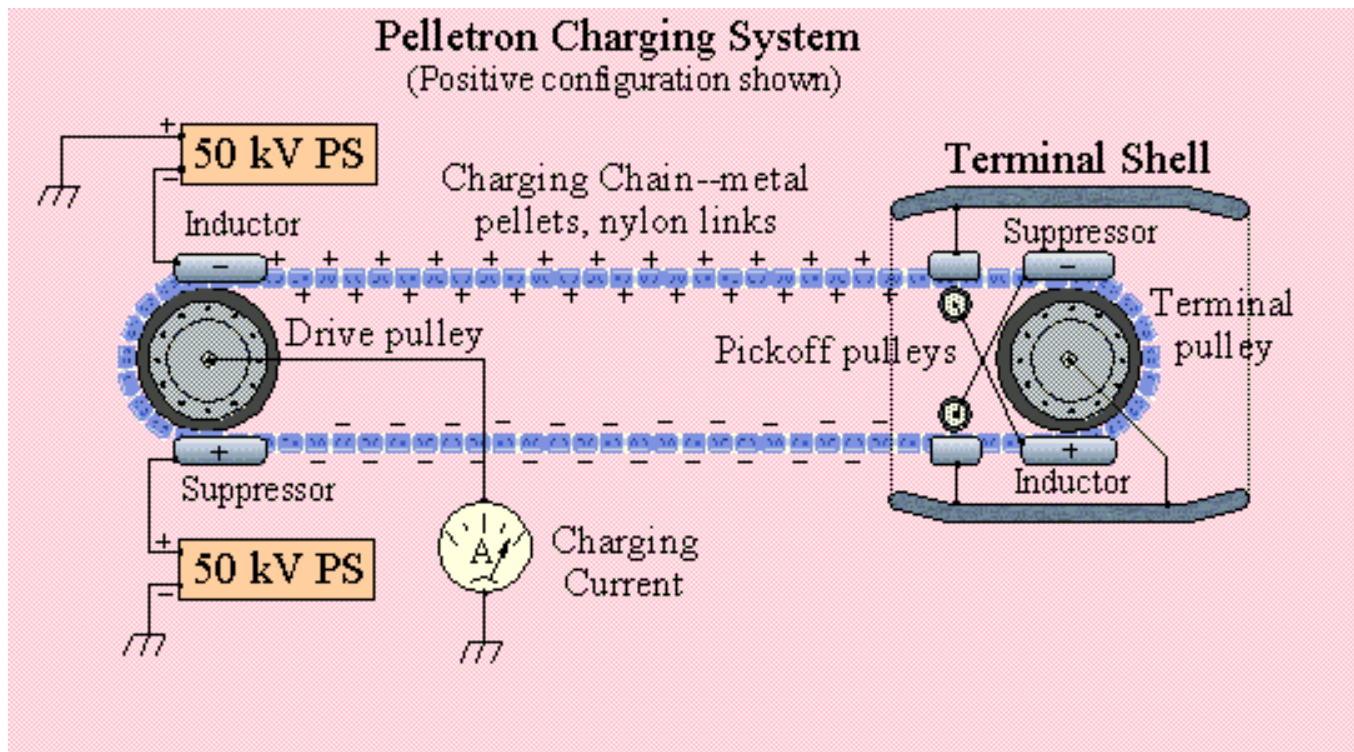 Pelletron Charging System
(Positive configuration shown)
+
50 kV PS
−
Terminal Shell
Charging Chain--metal
pellets, nylon links
Inductor
Suppressor
−
+ + + + + + + + +
−
+ + + + + + + + + +
Drive pulley
Pickoff pulleys
Terminal
pulley
− − − − − − − −
+
− − − − − − − − −
+
Suppressor
Inductor
+
50 kV PS
−
A
Charging
Current